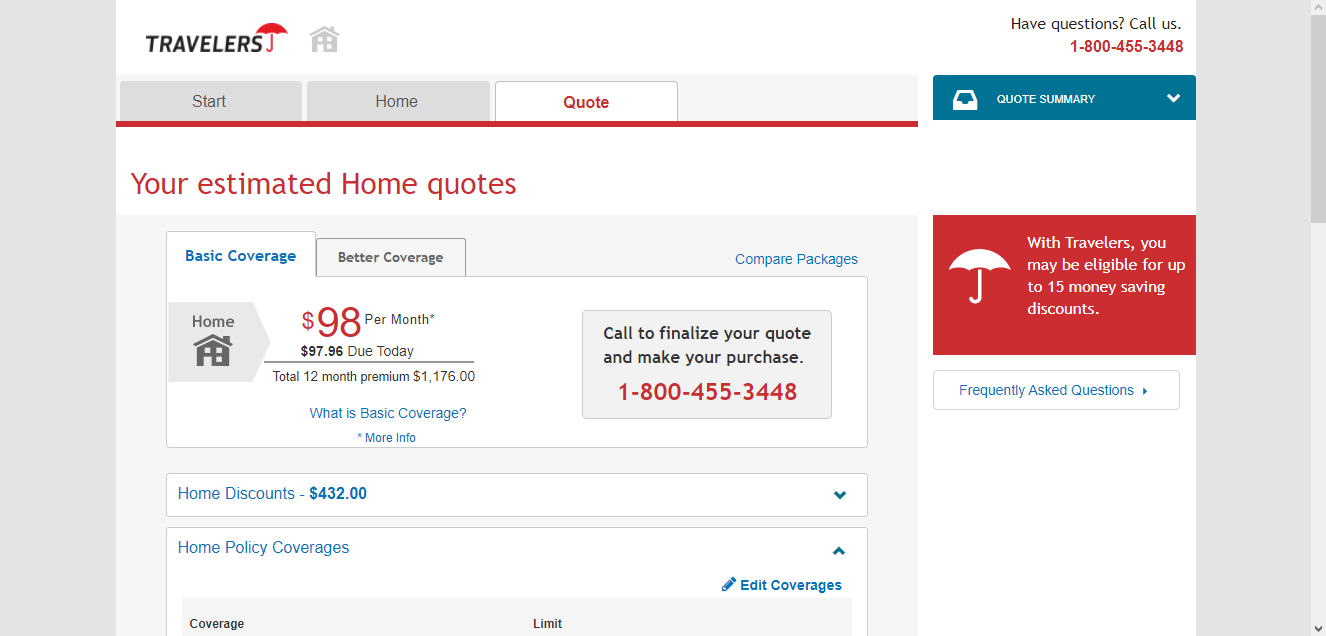 TRAVELERS
Have questions? Call us.
1-800-455-3448
Start
Home
Quote
QUOTE SUMMARY
Your estimated Home quotes
Basic Coverage
Better Coverage
Compare Packages
Home
$98 Per Month*
$97.96 Due Today
Total 12 month premium $1,176.00
What is Basic Coverage?
* More Info
Call to finalize your quote
and make your purchase.
1-800-455-3448
With Travelers, you
may be eligible for up
to 15 money saving
discounts.
Frequently Asked Questions
Home Discounts - $432.00
Home Policy Coverages
Edit Coverages
Coverage
Limit